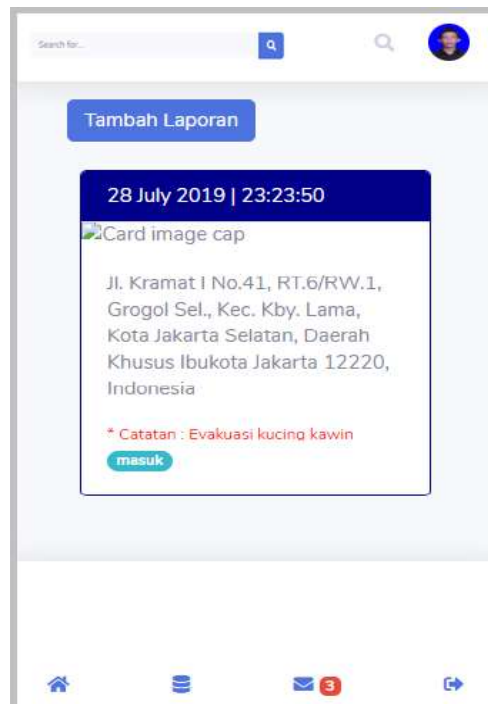 Search for...
Tambah Laporan
28 July 2019 | 23:23:50
Card image cap
Jl. Kramat I No.41, RT.6/RW.1,
Grogol Sel., Kec. Kby. Lama,
Kota Jakarta Selatan, Daerah
Khusus Ibukota Jakarta 12220,
Indonesia
* Catatan : Evakuasi kucing kawin
masuk
3